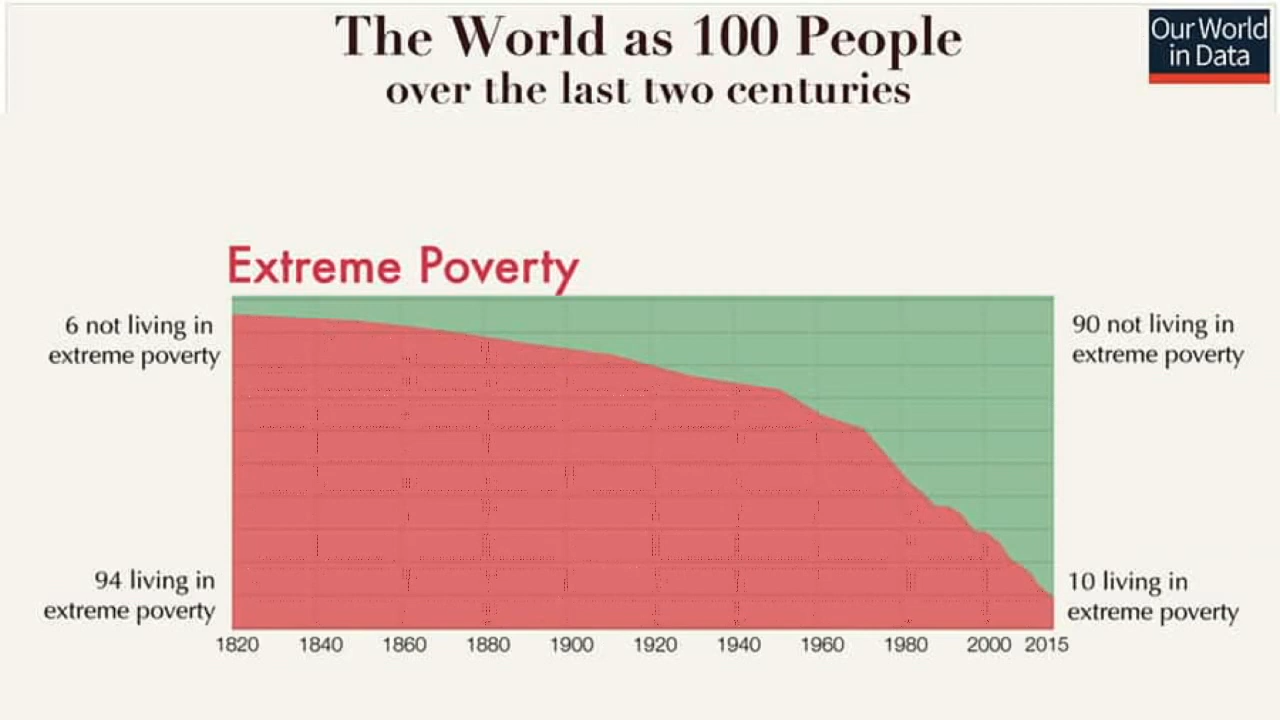 The World as 100 People
over the last two centuries
Our World
in Data
Extreme Poverty
6 not living in
extreme poverty
90 not living in
extreme poverty
94 living in
extreme poverty
10 living in
extreme poverty
1820 1840 1860 1880 1900 1920 1940 1960 1980 2000 2015